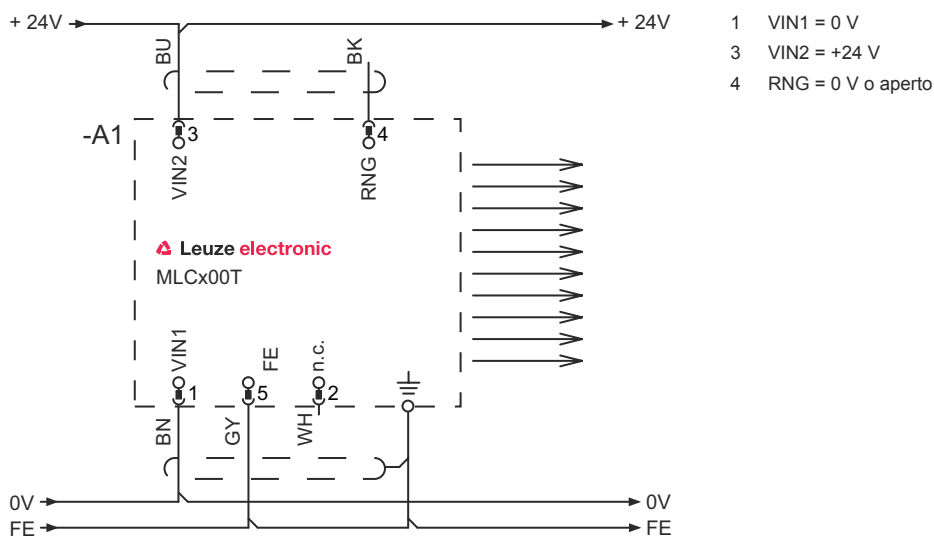 + 24V
+ 24V
1 VIN1 = 0 V
3 VIN2 = +24 V
4 RNG = 0 V o aperto
BU
BK
-A1
3
4
VIN2
RNG
Leuze electronic
MLCx00T
VIN1
FE
n.c.
1
5
2
BN
GY
WH
0V
0V
FE
FE